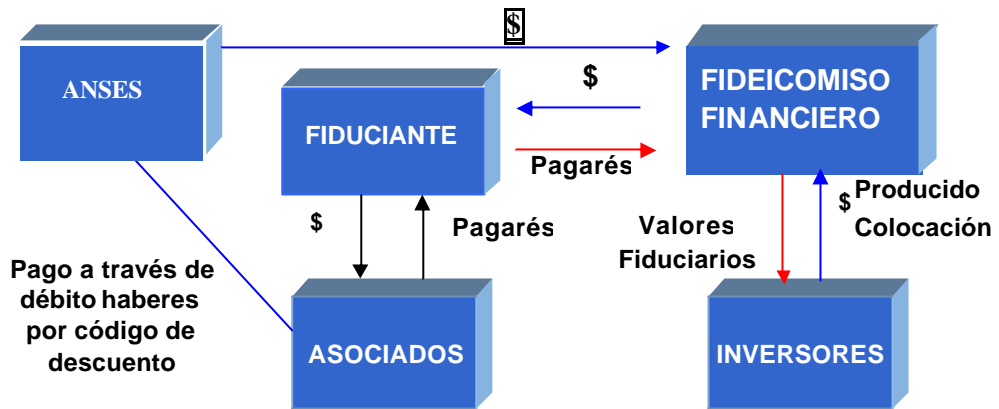 $
ANSES
$
FIDEICOMISO
FINANCIERO
FIDUCIANTE
Pagarés
$
Pagarés
Valores
Fiduciarios
$ Producido
Colocación
Pago a través de
débito haberes
por código de
descuento
ASOCIADOS
INVERSORES